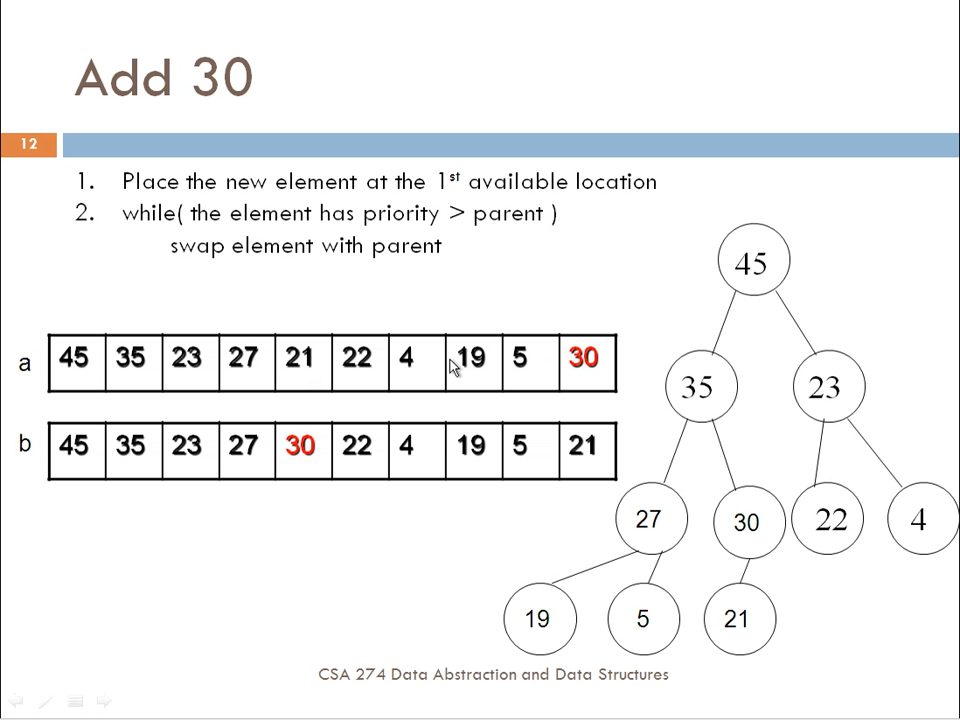 Add 30
12
1. Place the new element at the 1st available location
2. while( the element has priority > parent )
swap element with parent
a 45 35 23 27 21 22 4 19 5 30
b 45 35 23 27 30 22 4 19 5 21
45
35 23
27 30 22 4
19 5 21
CSA 274 Data Abstraction and Data Structures